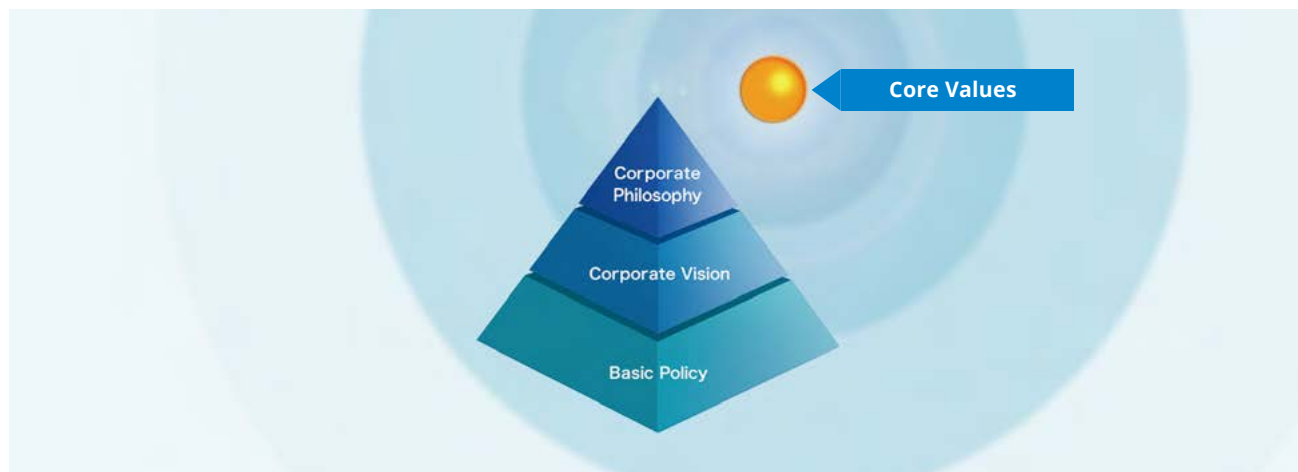 Core Values
Corporate
Philosophy
Corporate Vision
Basic Policy